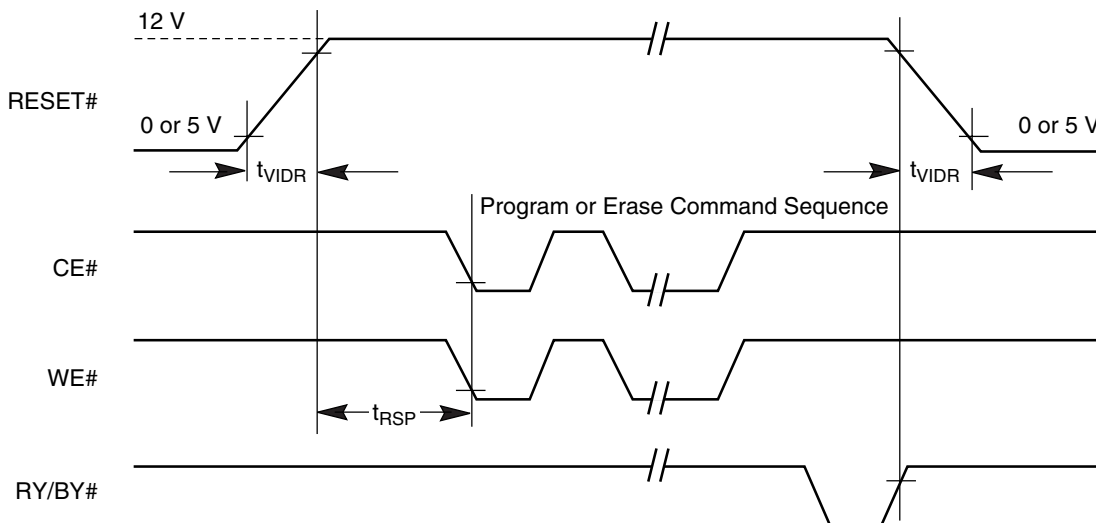 12 V
RESET#
0 or 5 V
0 or 5 V
tVIDR
tVIDR
Program or Erase Command Sequence
CE#
WE#
tRSP
RY/BY#